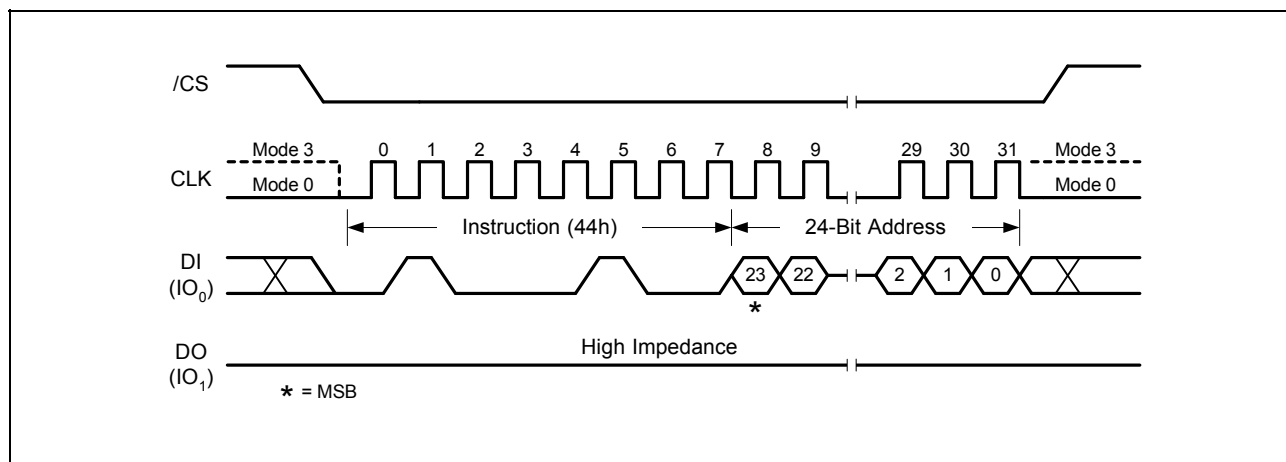 /CS
Mode 3 0 1 2 3 4 5 6 7 8 9 29 30 31 Mode 3
CLK
Mode 0 Mode 0
Instruction (44h) 24-Bit Address
DI
(IO0)
23 22 2 1 0
*
High Impedance
DO
(IO1)
* = MSB